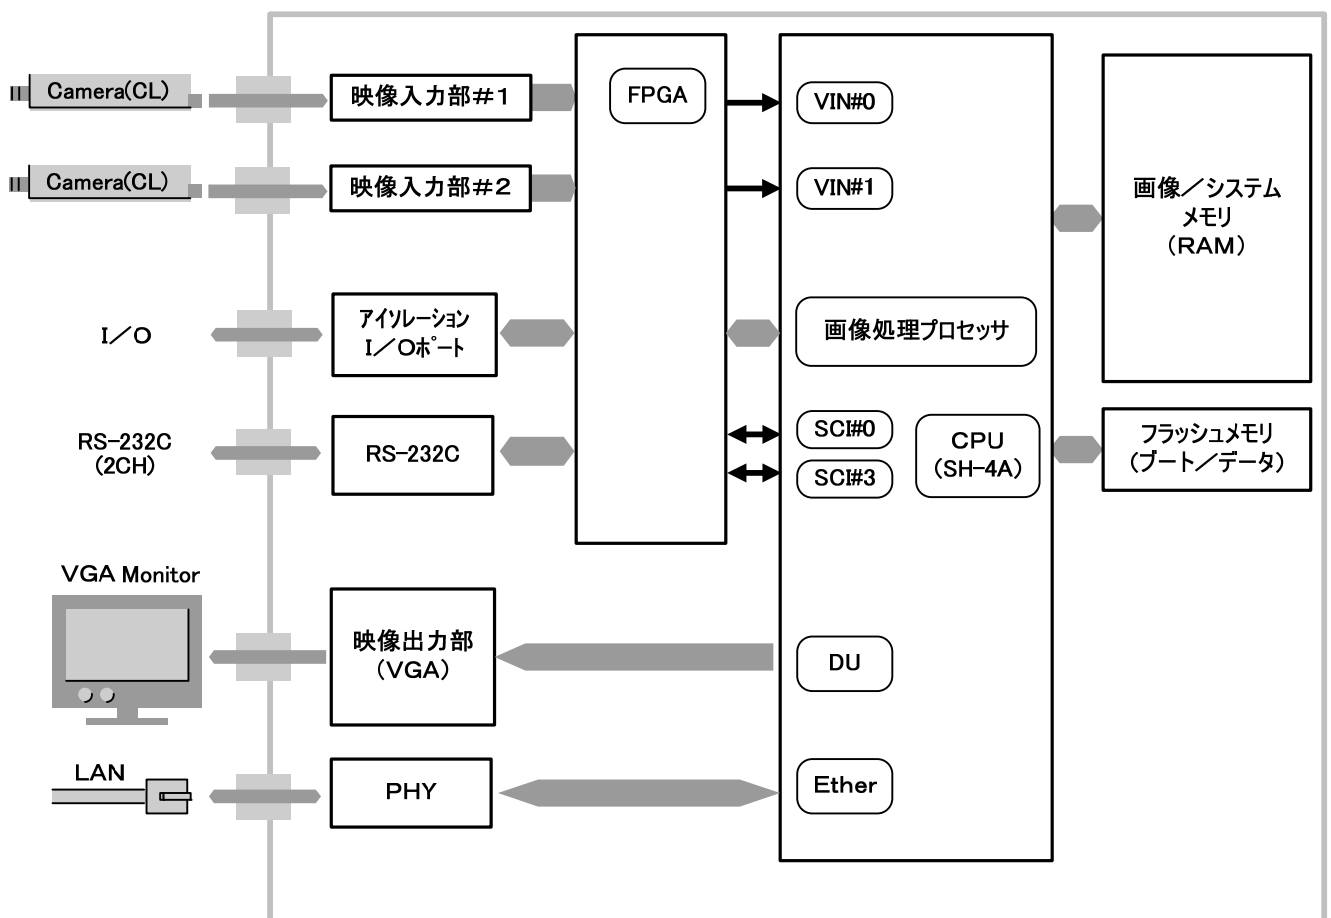 Camera(CL)
映像入力部#1
FPGA
VIN#0
Camera(CL)
映像入力部#2
VIN#1
画像/システム
メモリ
(RAM)
I/O
アイソレーション
I/Oポート
画像処理プロセッサ
RS-232C
(2CH)
RS-232C
SCI#0
SCI#3
CPU
(SH-4A)
フラッシュメモリ
(ブート/データ)
VGA Monitor
映像出力部
(VGA)
DU
LAN
PHY
Ether